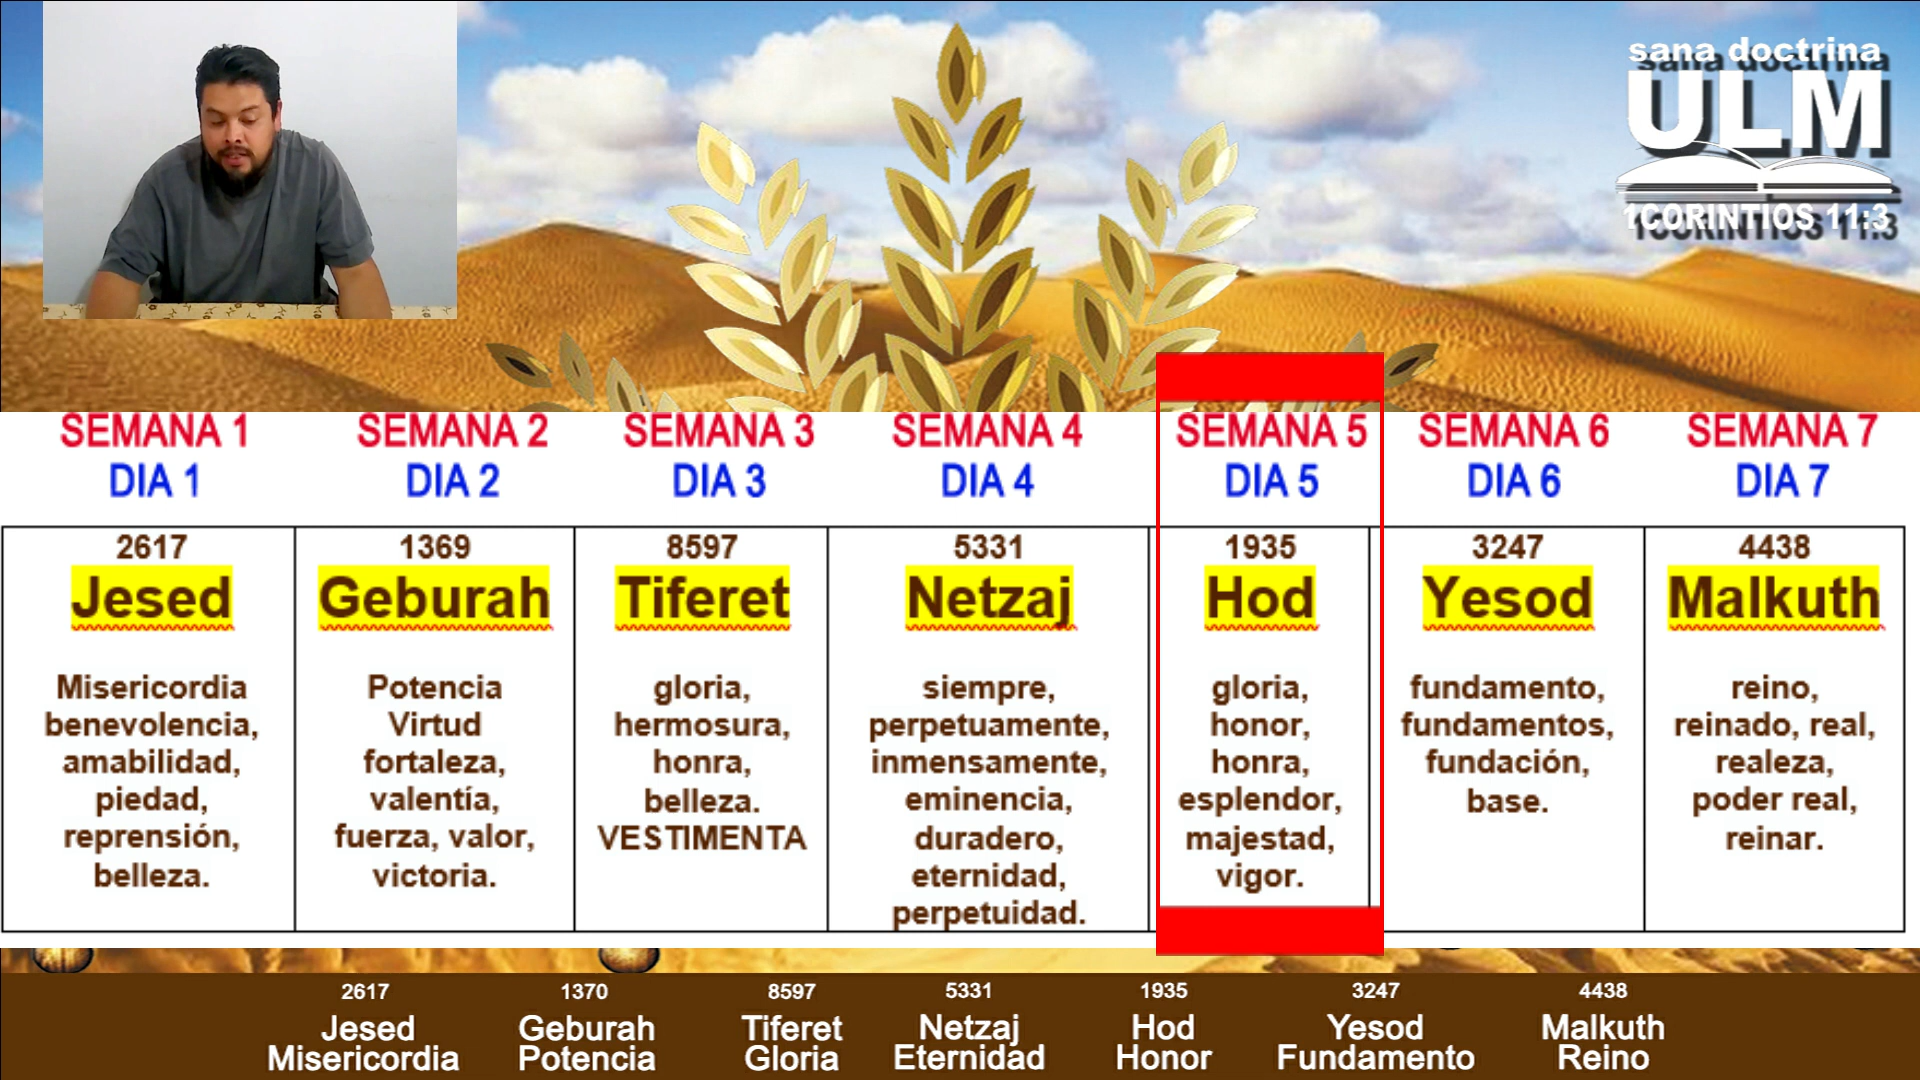 sana doctrina
ULM
1CORINTIOS 11:3
SEMANA 1
DIA 1
SEMANA 2
DIA 2
SEMANA 3
DIA 3
SEMANA 4
DIA 4
SEMANA 5
DIA 5
SEMANA 6
DIA 6
SEMANA 7
DIA 7
2617
Jesed
Misericordia
benevolencia,
amabilidad,
piedad,
reprensión,
belleza.
1369
Geburah
Potencia
Virtud
fortaleza,
valentía,
fuerza, valor,
victoria.
8597
Tiferet
gloria,
hermosura,
honra,
belleza.
VESTIMENTA
5331
Netzaj
siempre,
perpetuamente,
inmensamente,
eminencia,
duradero,
eternidad,
perpetuidad.
1935
Hod
gloria,
honor,
honra,
esplendor,
majestad,
vigor.
3247
Yesod
fundamento,
fundamentos,
fundación,
base.
4438
Malkuth
reino,
reinado, real,
realeza,
poder real,
reinar.
2617
Jesed
Misericordia
1370
Geburah
Potencia
8597
Tiferet
Gloria
5331
Netzaj
Eternidad
1935
Hod
Honor
3247
Yesod
Fundamento
4438
Malkuth
Reino